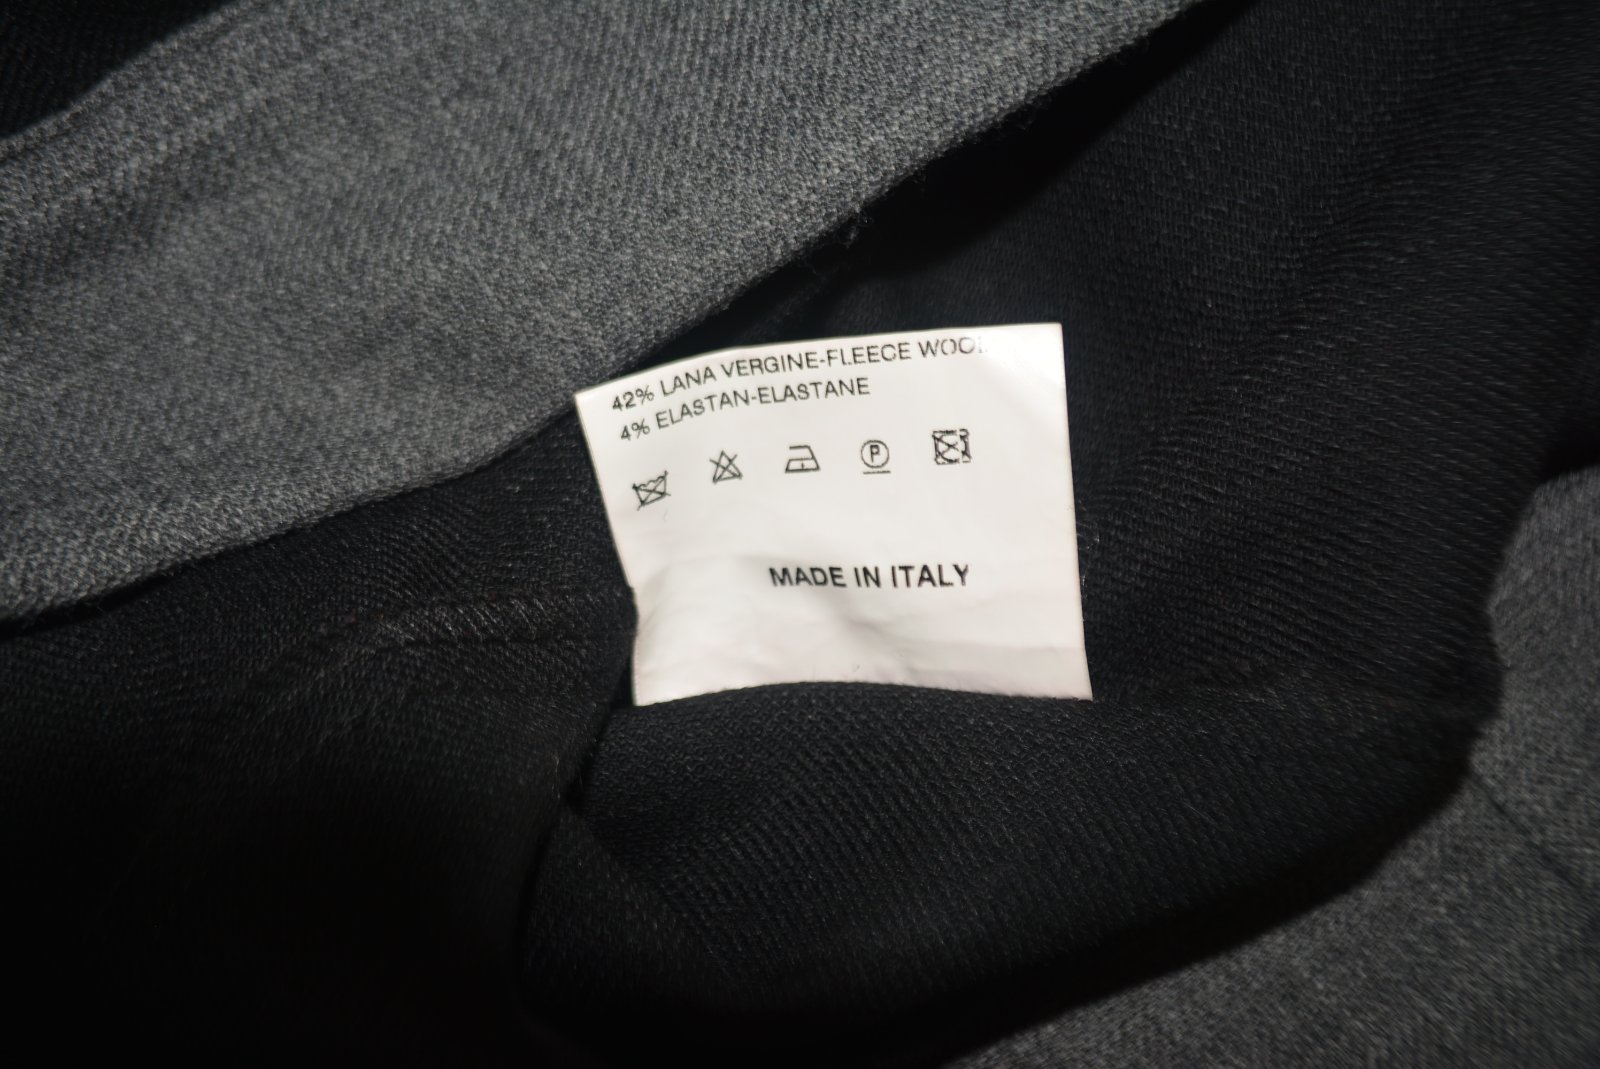 42% LANA VERGINE-FLEECE WOOL
4% ELASTAN-ELASTANE
P
MADE IN ITALY